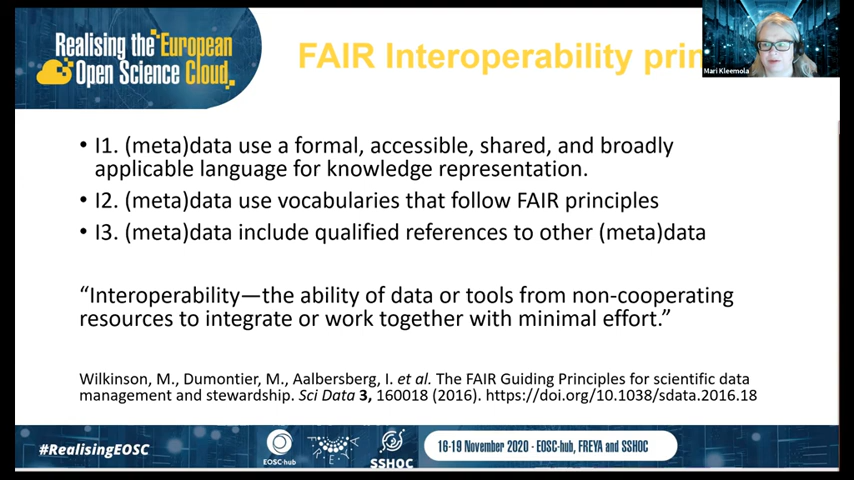 Realising the European
Open Science Cloud
FAIR Interoperability
Mari Kleemola
• I1. (meta)data use a formal, accessible, shared, and broadly
applicable language for knowledge representation.
• I2. (meta)data use vocabularies that follow FAIR principles
• I3. (meta)data include qualified references to other (meta)data
“Interoperability—the ability of data or tools from non-cooperating
resources to integrate or work together with minimal effort.”
Wilkinson, M., Dumontier, M., Aalbersberg, I. et al. The FAIR Guiding Principles for scientific data
management and stewardship. Sci Data 3, 160018 (2016). https://doi.org/10.1038/sdata.2016.18
#RealisingEOSC
EOSC-hub
FREYA
SSHOC
16-19 November 2020 - EOSC-hub, FREYA and SSHOC